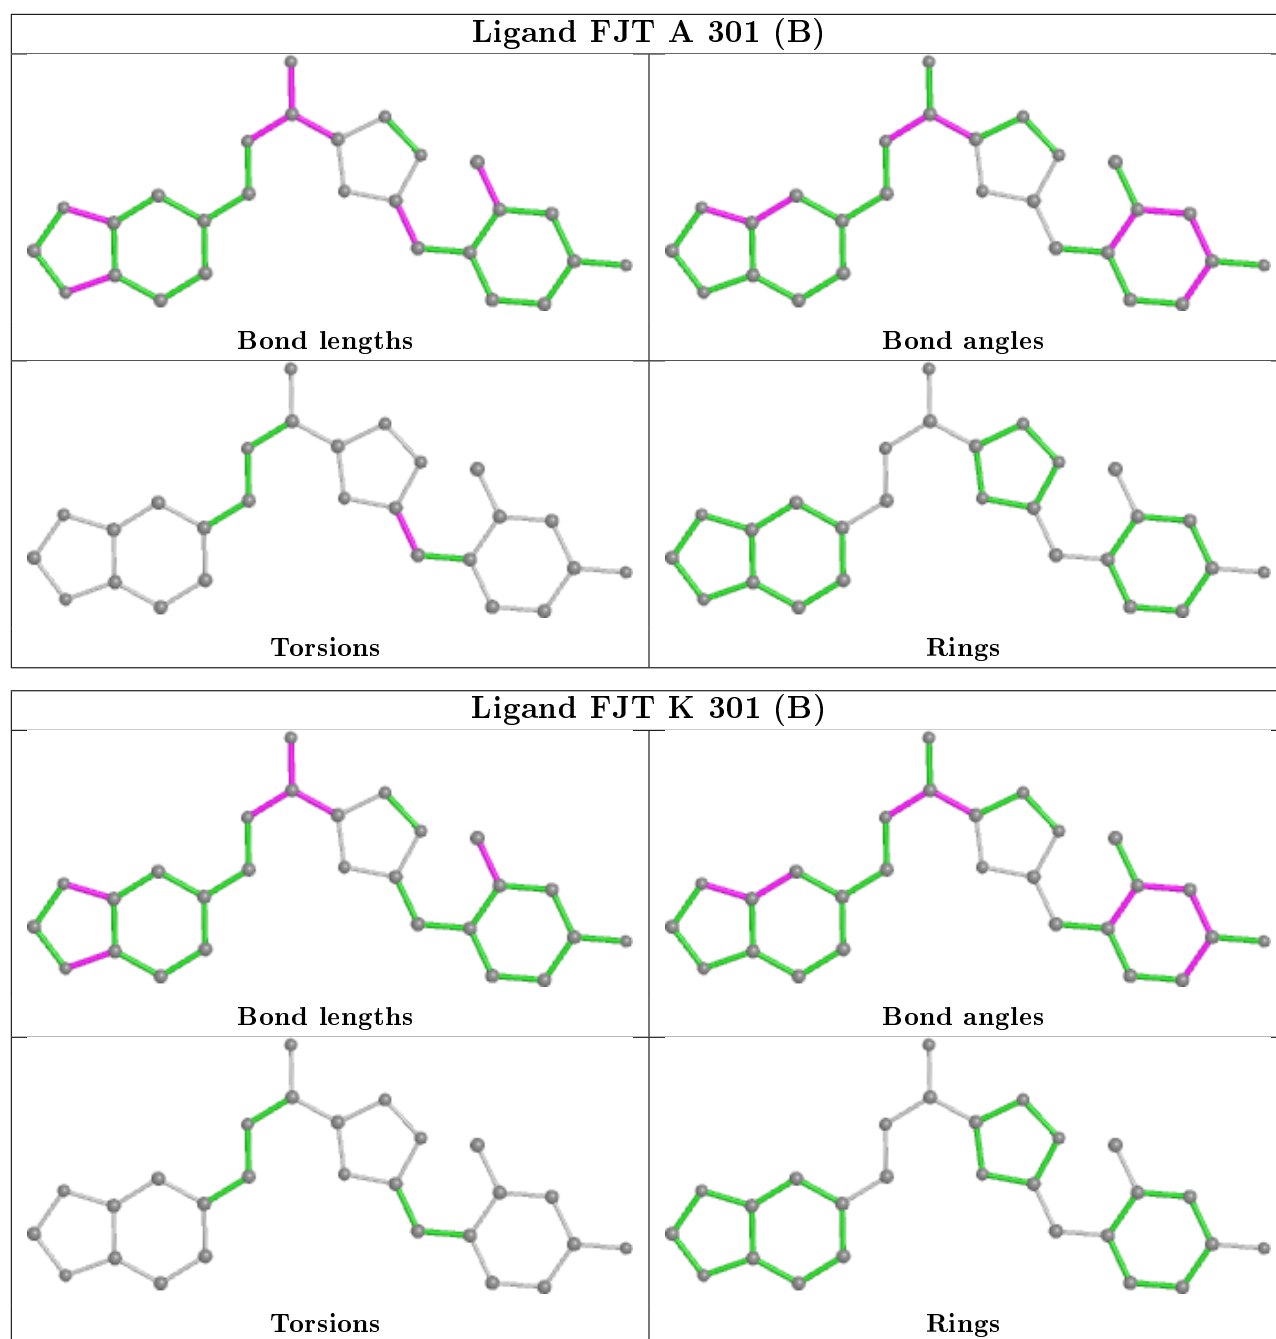 Ligand FJT A 301 (B)
Bond lengths
Bond angles
Torsions
Rings
Ligand FJT K 301 (B)
Bond lengths
Bond angles
Torsions
Rings